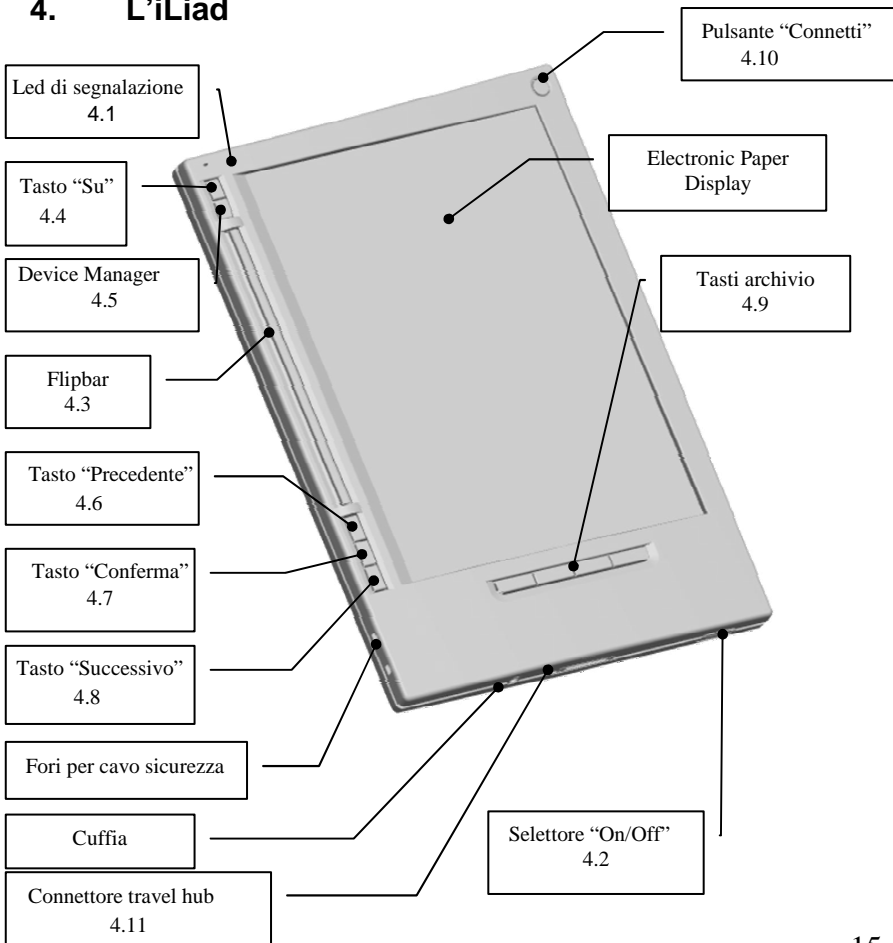 4. L'iLiad
Pulsante “Connetti”
4.10
Led di segnalazione
4.1
Electronic Paper
Display
Tasto “Su”
4.4
Device Manager
4.5
Tasti archivio
4.9
Flipbar
4.3
Tasto “Precedente”
4.6
Tasto “Conferma”
4.7
Tasto “Successivo”
4.8
Fori per cavo sicurezza
Cuffia
Selettore “On/Off”
4.2
Connettore travel hub
4.11
15